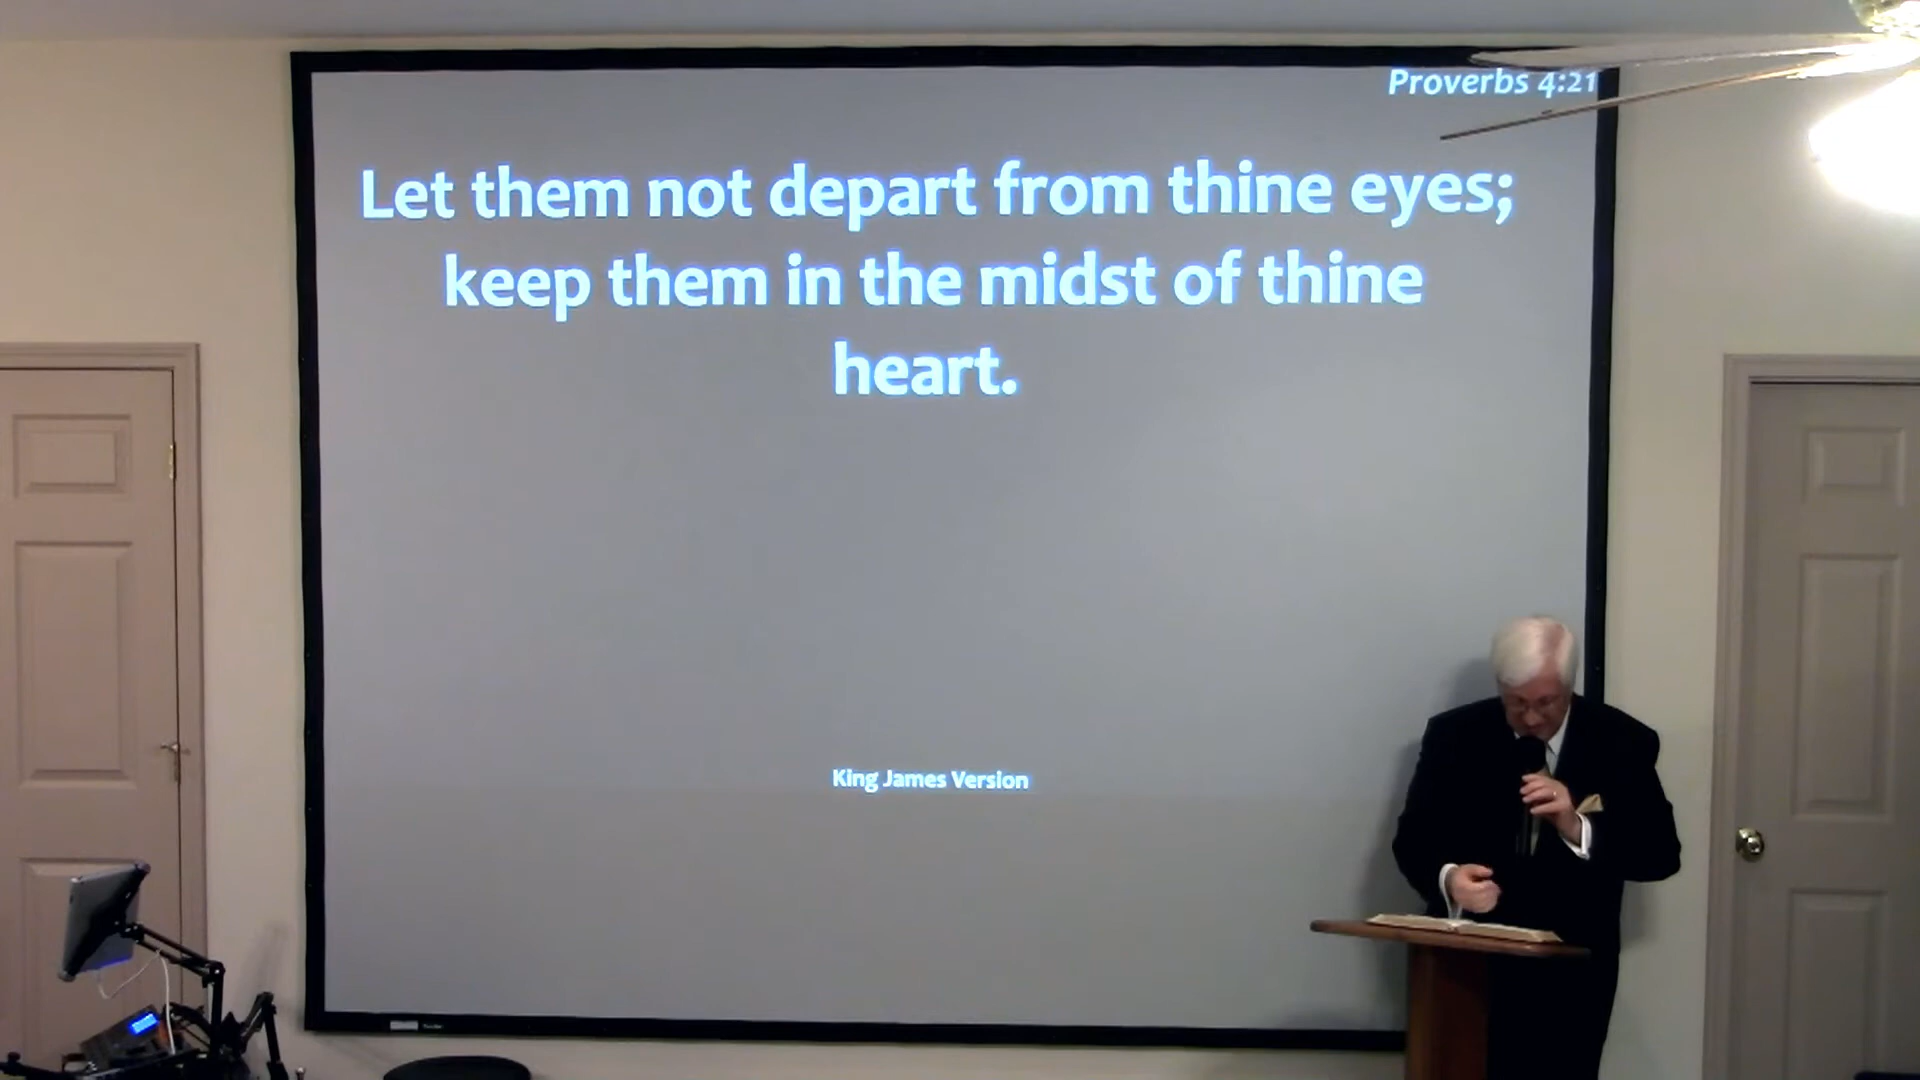 Proverbs 4:21
Let them not depart from thine eyes;
keep them in the midst of thine
heart.
King James Version